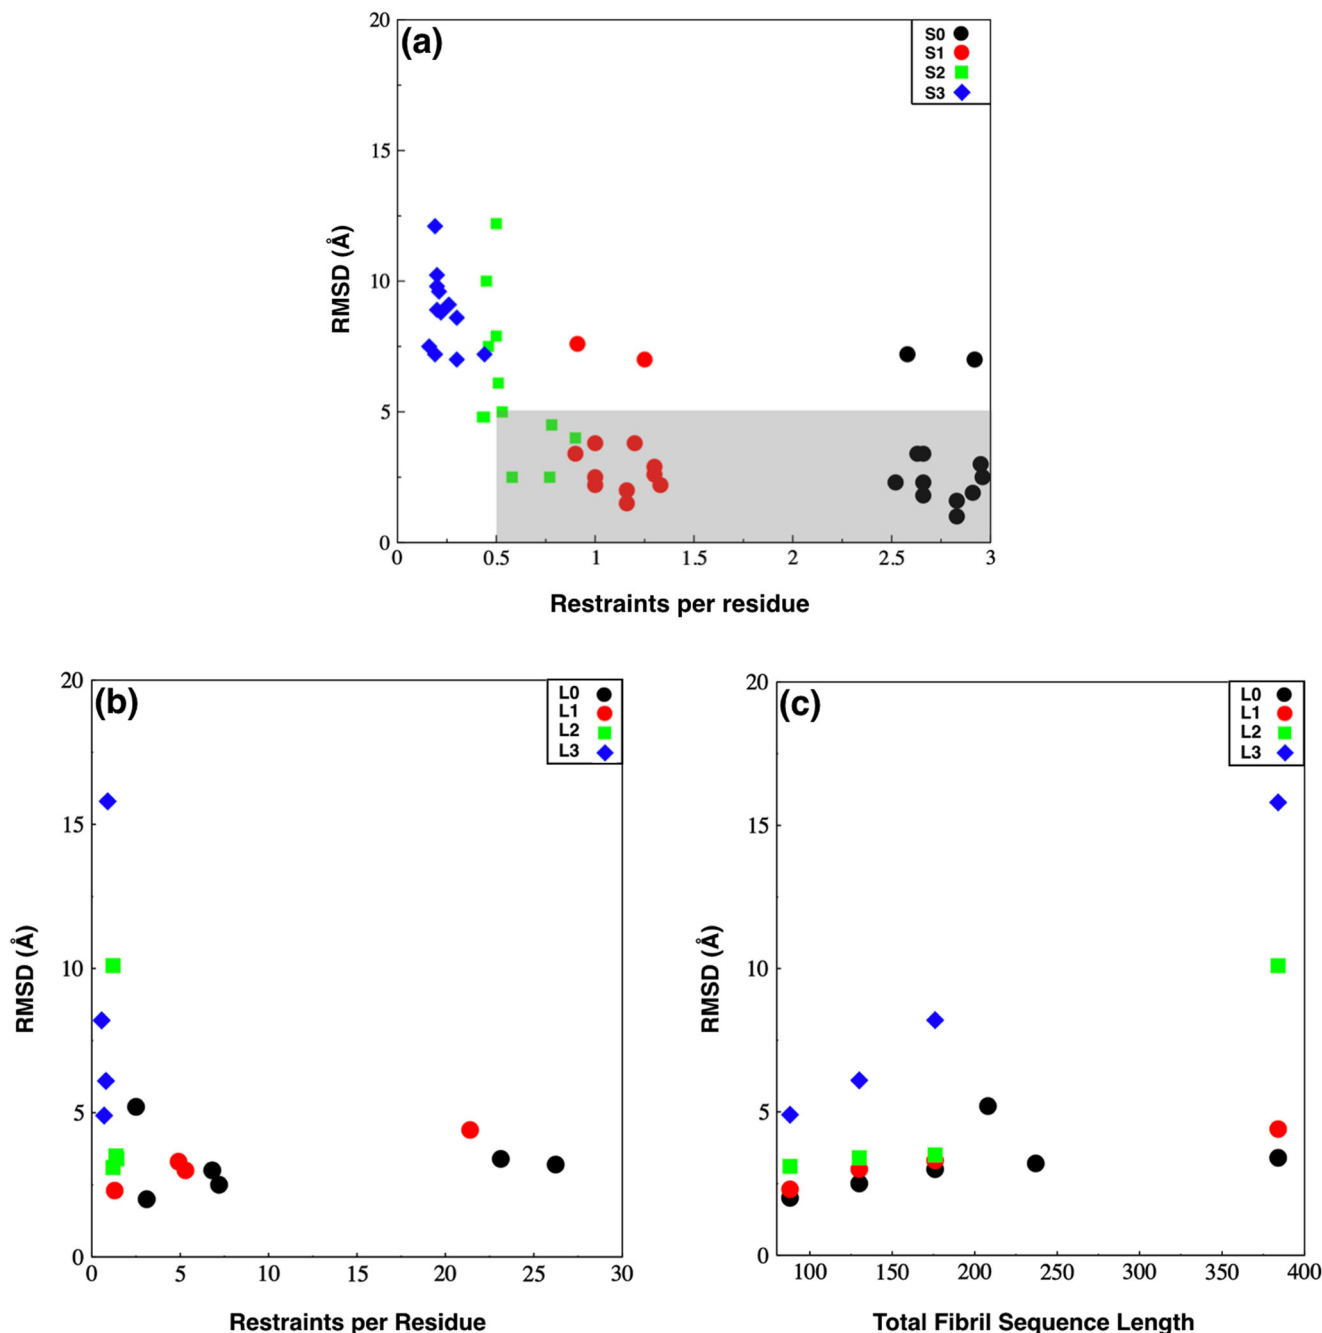 (a)
S0
S1
S2
S3
20
15
10
5
0
RMSD (Å)
0 0.5 1 1.5 2 2.5 3
Restraints per residue
(b)
L0
L1
L2
L3
20
15
10
5
0
RMSD (Å)
0 5 10 15 20 25 30
Restraints per Residue
(c)
L0
L1
L2
L3
20
15
10
5
0
RMSD (Å)
100 150 200 250 300 350 400
Total Fibril Sequence Length